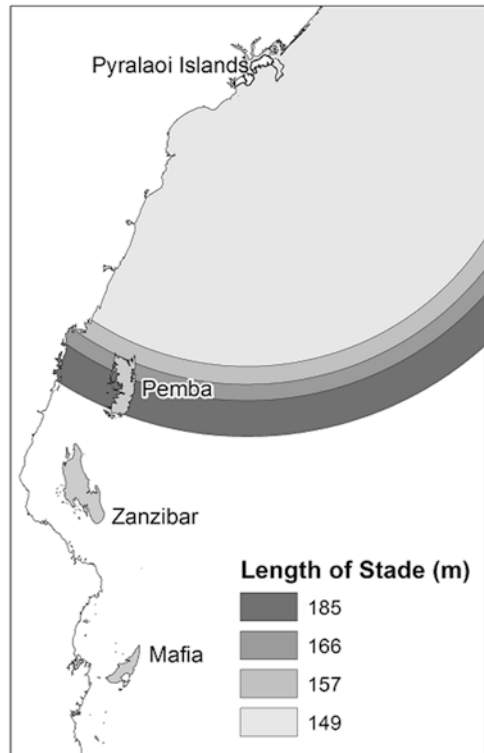 Pyralaoi Islands
Pemba
Zanzibar
Mafia
Length of Stade (m)
185
166
157
149